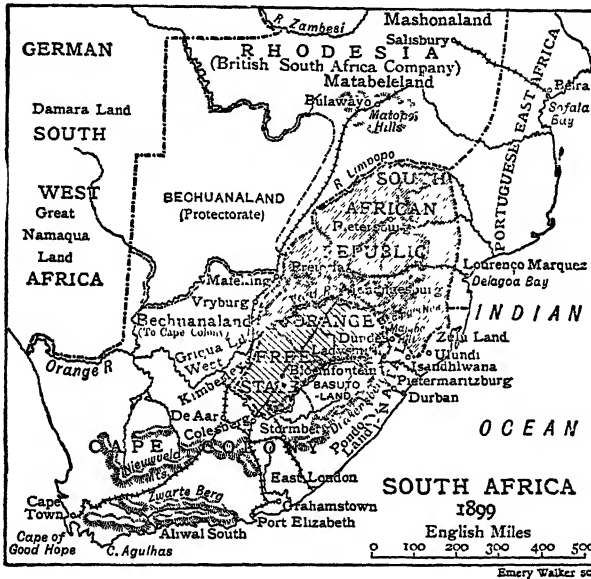 R. Zambesi
Mashonaland
GERMAN
Salisbury
RHODESIA
(British South Africa Company)
Matabeleland
SOUTH
Damara Land
Bulawayo
Matopo
Hills
Beira
Sofala
Bay
PORTUGUESE EAST AFRICA
R. Limpopo
WEST
Great
Namaqua
Land
AFRICA
BECHUANALAND
(Protectorate)
SOUTH
AFRICAN
Pietersburg
REPUBLIC
Pretoria
Lourenço Marquez
Delagoa Bay
Mafeking
Vryburg
Bechuanaland
(To Cape Colony)
ORANGE
FREE
STATE
INDIAN
Zulu Land
Dundee
Ladysmith
Ulundi
Isandhlwana
Griqua
West
Orange R
Kimberley
Bloemfontein
BASUTO-
LAND
NATAL
Pietermantzburg
Durban
De Aar
Colesberg
Stormberg
Drakensberg
Pondo
Land
CAPE COLONY
Nieuwveld
Mts.
OCEAN
East London
Zwarte Berg
Grahamstown
Port Elizabeth
Cape
Town
Aliwal South
Cape of
Good Hope
C. Agulhas
SOUTH AFRICA
1899
English Miles
0 100 200 300 400 500
Emery Walker sc.